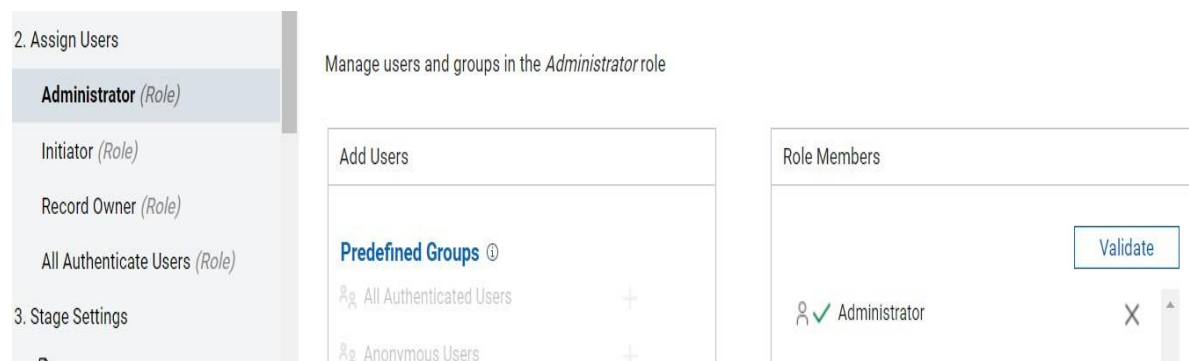 2. Assign Users
Administrator (Role)
Initiator (Role)
Record Owner (Role)
All Authenticate Users (Role)
3. Stage Settings
Manage users and groups in the Administrator role
Add Users
Predefined Groups
All Authenticated Users
Anonymous Users
Role Members
Validate
Administrator